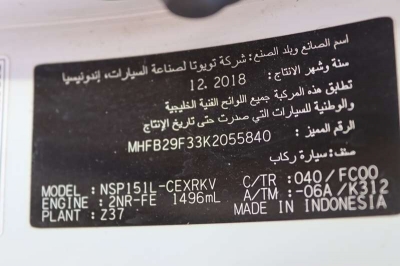 اسم الصانع وبلد الصنع: شركة تويوتا لصناعة السيارات، إندونيسيا
سنة وشهر الانتاج: 12. 2018
تطابق هذه المركبة جميع اللوائح الفنية الخليجية
والوطنية للسيارات التي صدرت حتى تاريخ الإنتاج
الرقم المميز: MHFB29F33K2055840
صنف: سيارة ركاب
MODEL : NSP151L-CEXRKV C/TR : 040/FC00
ENGINE : 2NR-FE 1496mL A/TM : -06A/K312
PLANT : Z37 MADE IN INDONESIA